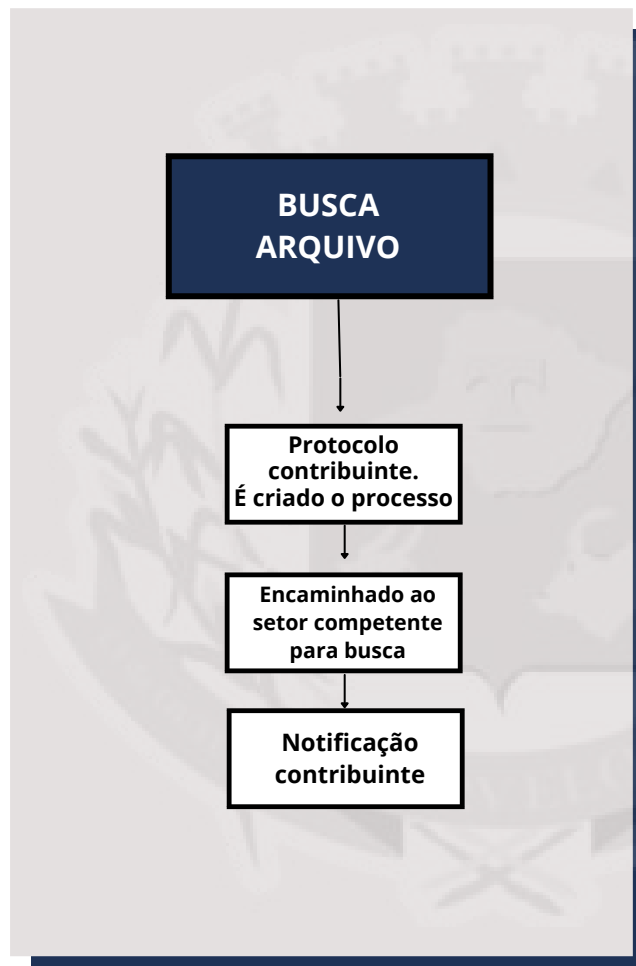 BUSCA
ARQUIVO
Protocolo
contribuinte.
É criado o processo
Encaminhado ao
setor competente
para busca
Notificação
contribuinte